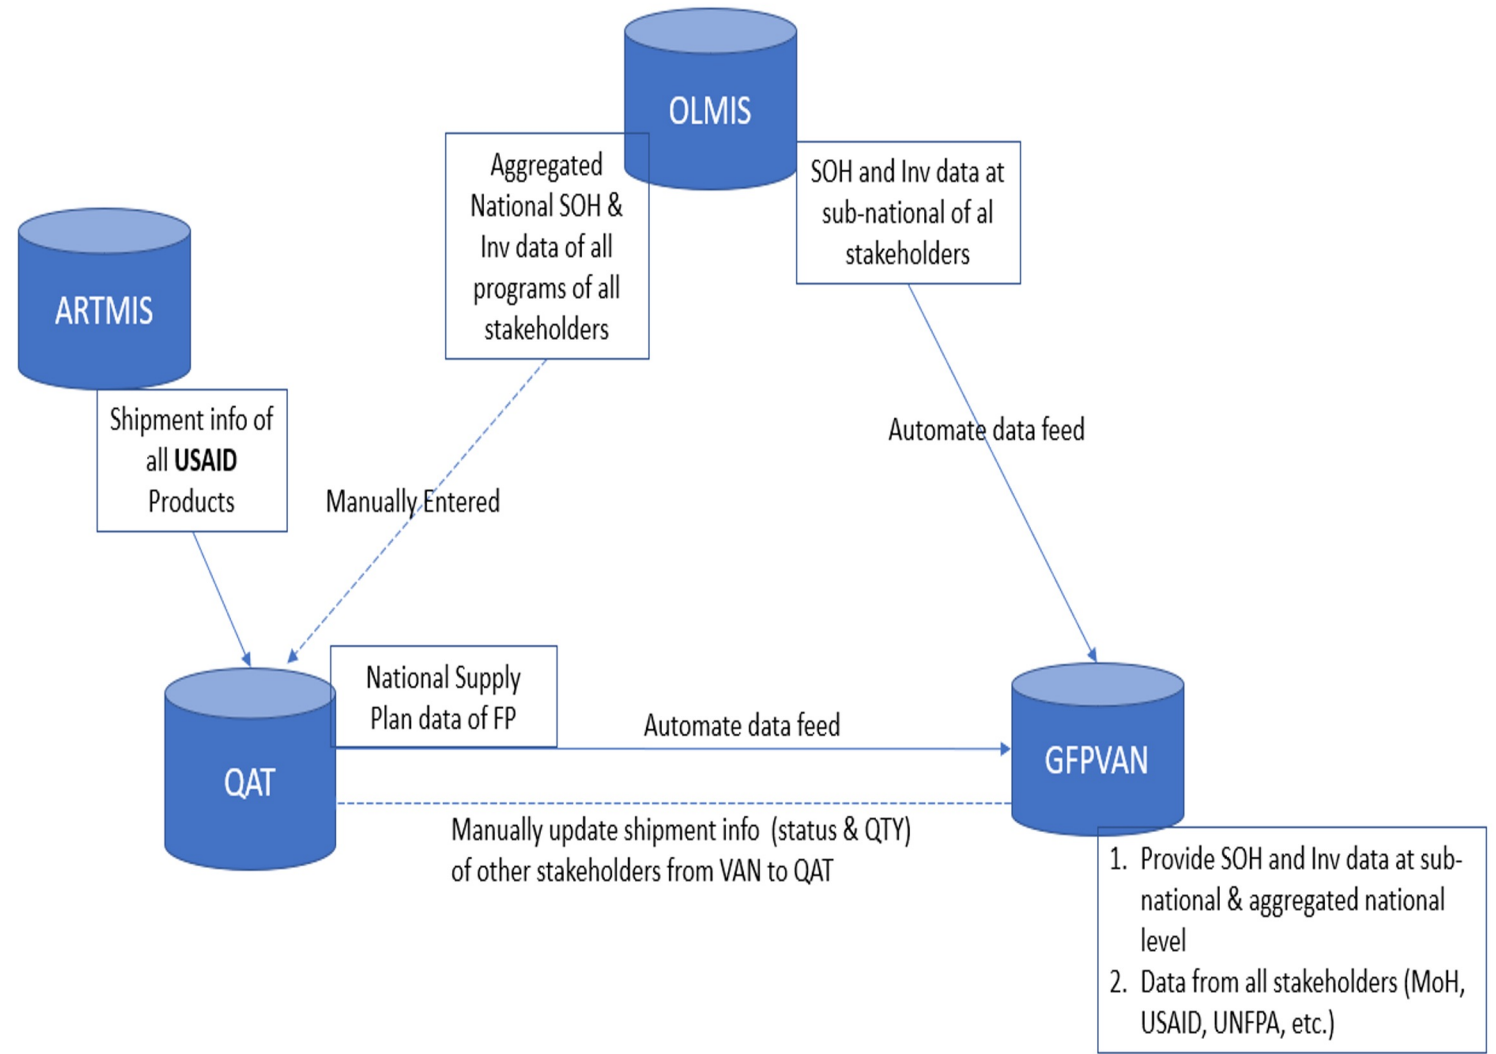 OLMIS
Aggregated
National SOH &
Inv data of all
programs of all
stakeholders
SOH and Inv data at
sub-national of al
stakeholders
ARTMIS
Shipment info of
all USAID
Products
Automate data feed
Manually Entered
National Supply
Plan data of FP
Automate data feed
QAT
GFPVAN
Manually update shipment info (status & QTY)
of other stakeholders from VAN to QAT
1. Provide SOH and Inv data at sub-
national & aggregated national
level
2. Data from all stakeholders (MoH,
USAID, UNFPA, etc.)